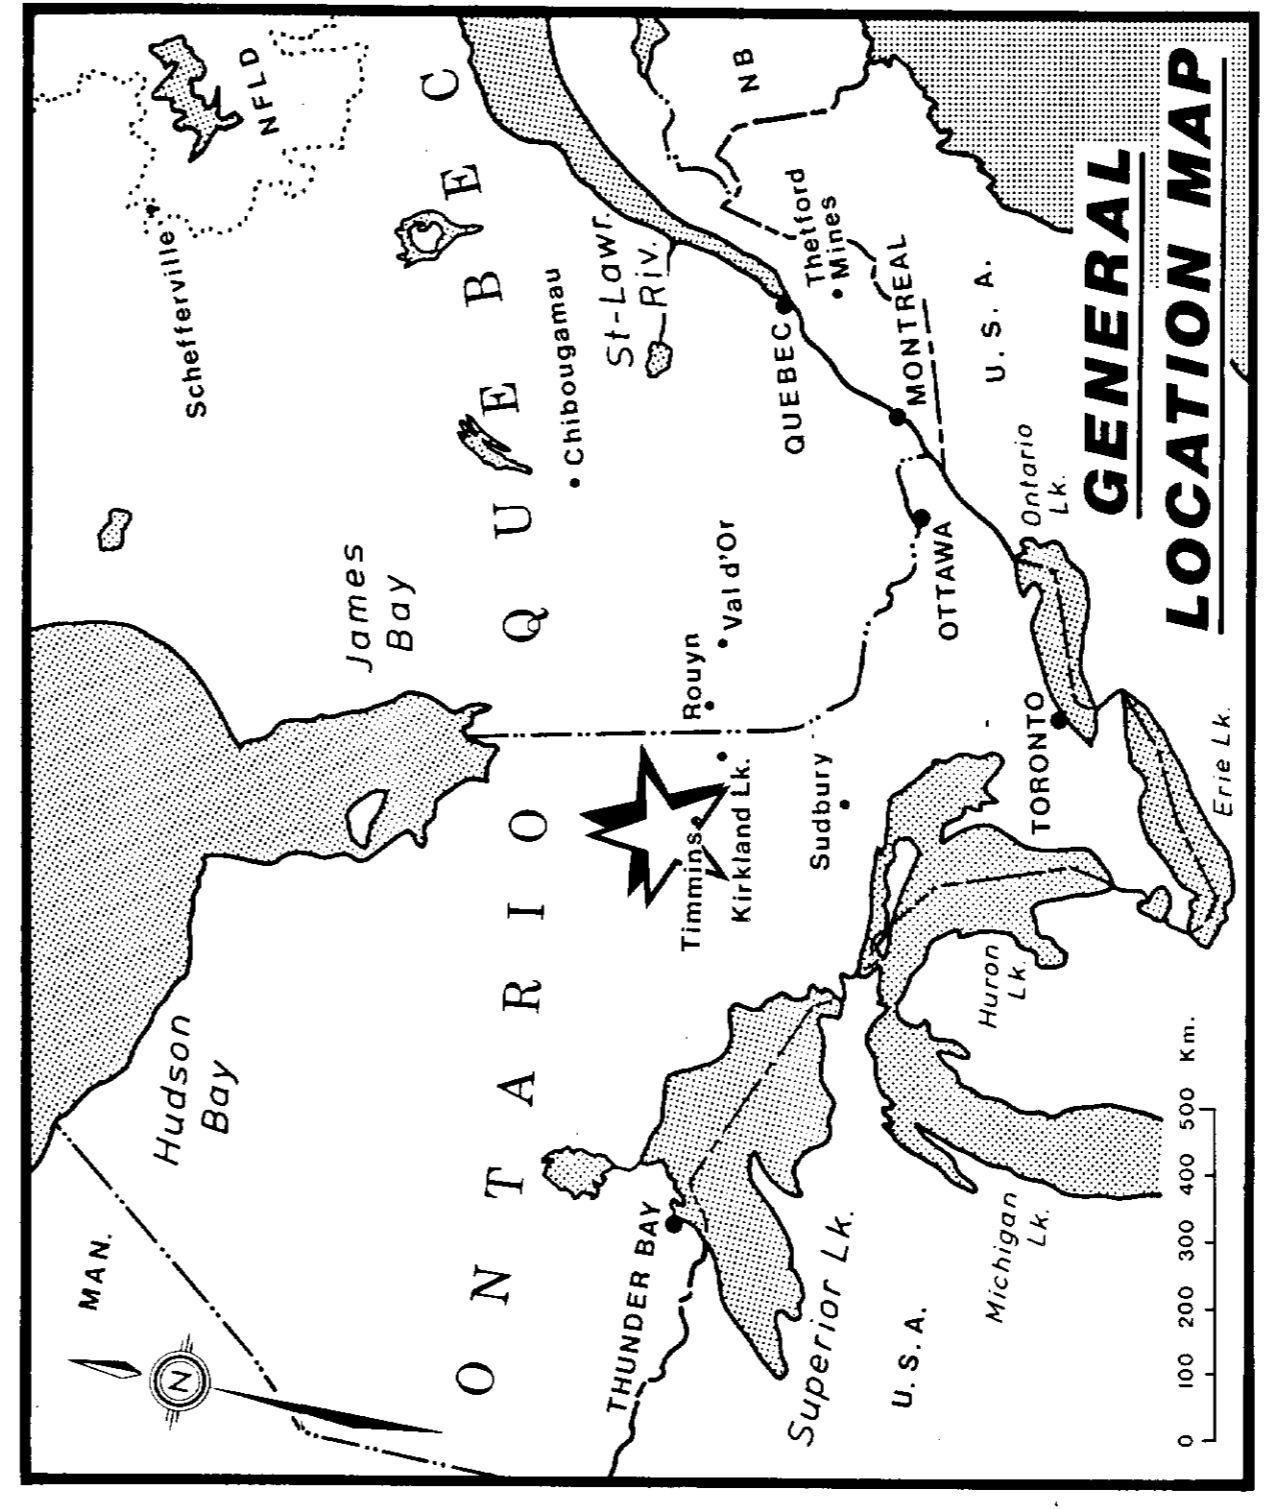 MAN.
N
Hudson
Bay
James
Bay
Schefferville
NFLD
QUEBEC
ONTARIO
Chibougamau
St-Lawr.
Riv.
NB
Thetford
Mines
QUEBEC
MONTREAL
U. S. A.
Val d'Or
Rouyn
Timmins
Kirkland Lk.
Sudbury
OTTAWA
TORONTO
Ontario
Lk.
Erie Lk.
Huron
Lk.
THUNDER BAY
Superior Lk.
Michigan
Lk.
U.S.A.
0 100 200 300 400 500 Km.
GENERAL
LOCATION MAP